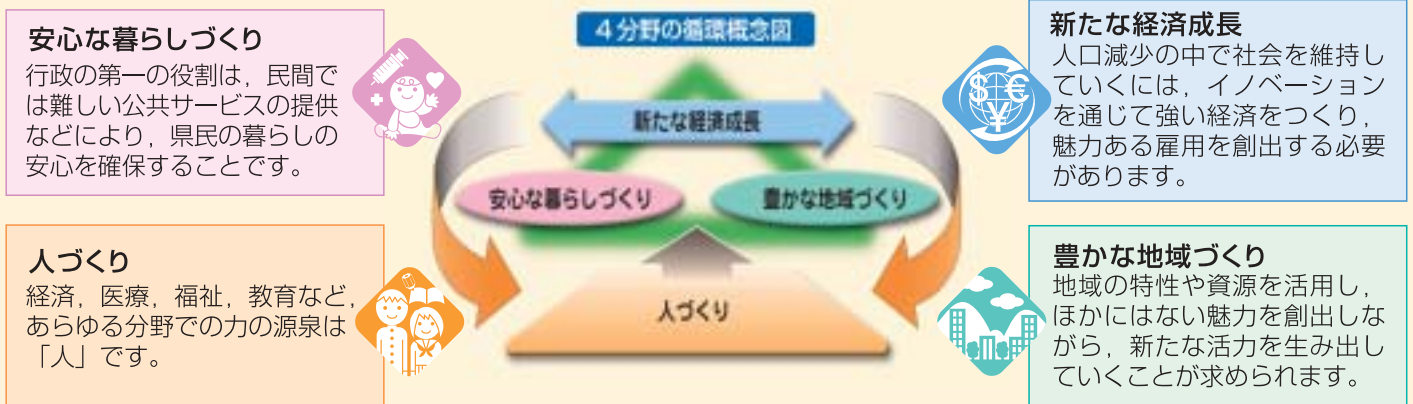 安心な暮らしづくり
行政の第一の役割は，民間で
は難しい公共サービスの提供
などにより，県民の暮らしの
安心を確保することです。
人づくり
経済，医療，福祉，教育など，
あらゆる分野での力の源泉は
「人」です。
４分野の循環概念図
新たな経済成長
安心な暮らしづくり
豊かな地域づくり
人づくり
新たな経済成長
人口減少の中で社会を維持し
ていくには，イノベーション
を通じて強い経済をつくり，
魅力ある雇用を創出する必要
があります。
豊かな地域づくり
地域の特性や資源を活用し，
ほかにはない魅力を創出しな
がら，新たな活力を生み出し
ていくことが求められます。
$
€
¥